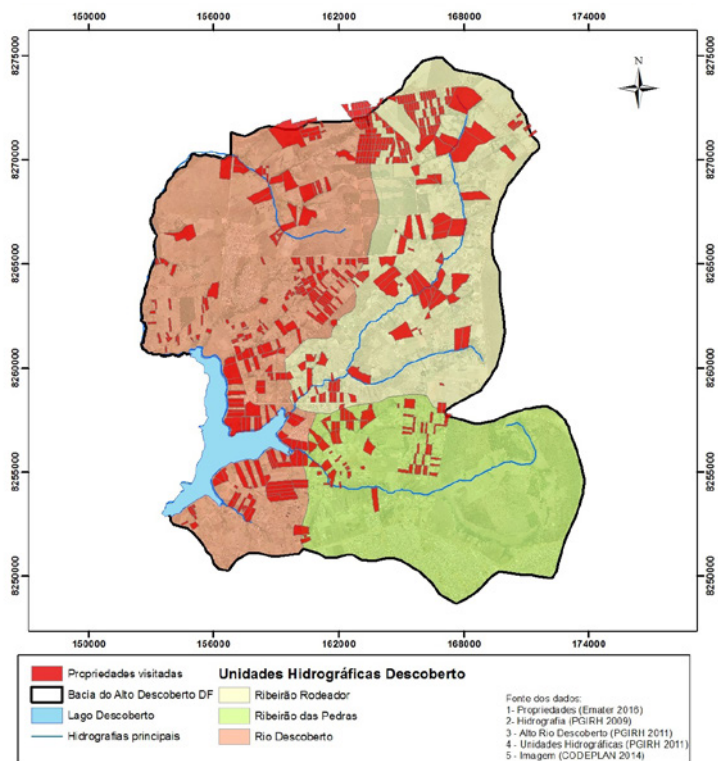 150000 156000 162000 168000 174000
8275000 8275000
N
8270000 8270000
8265000 8265000
8260000 8260000
8255000 8255000
8250000 8250000
150000 156000 162000 168000 174000
Propriedades visitadas
Bacia do Alto Descoberto DF
Lago Descoberto
Hidrografias principais
Unidades Hidrográficas Descoberto
Ribeirão Rodeador
Ribeirão das Pedras
Rio Descoberto
Fonte dos dados:
1- Propriedades (Emater 2016)
2- Hidrografia (PGIRH 2009)
3 - Alto Rio Descoberto (PGIRH 2011)
4 - Unidades Hidrográficas (PGIRH 2011)
5 - Imagem (CODEPLAN 2014)